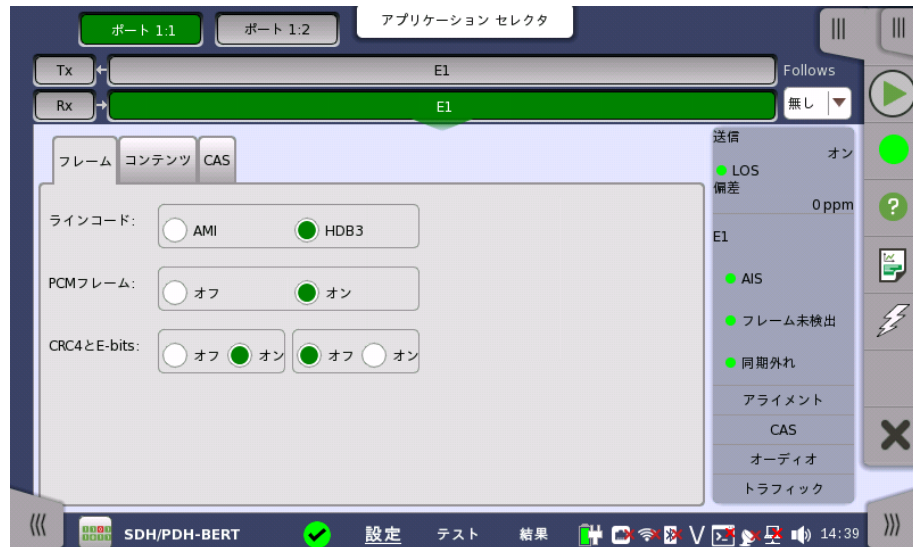 ポート 1:1 ポート 1:2 アプリケーション セレクタ
Tx E1 Follows
Rx E1 無し
フレーム コンテンツ CAS
ラインコード: AMI HDB3
PCMフレーム: オフ オン
CRC4とE-bits: オフ オン オフ オン
送信
オン
LOS
偏差
0 ppm
E1
AIS
フレーム未検出
同期外れ
アライメント
CAS
オーディオ
トラフィック
SDH/PDH-BERT 設定 テスト 結果 V 14:39